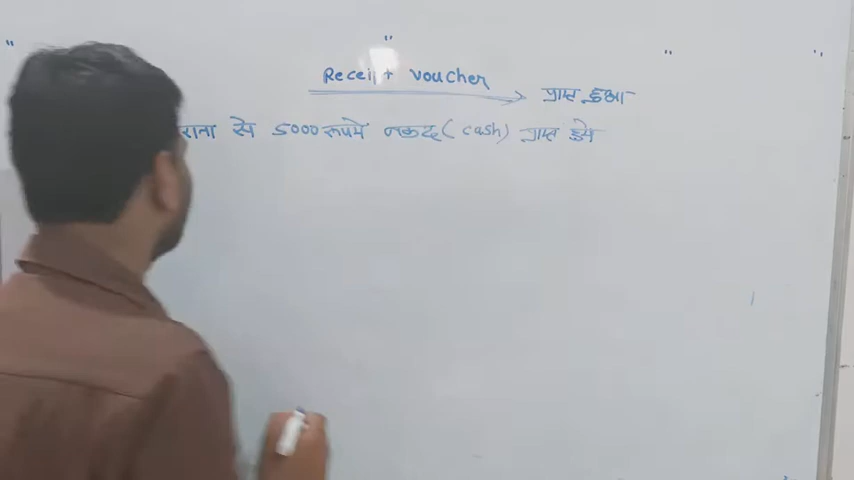 Receipt voucher → प्राप्त हुआ
राना से 5000 रूपये नकद (cash) प्राप्त हुये